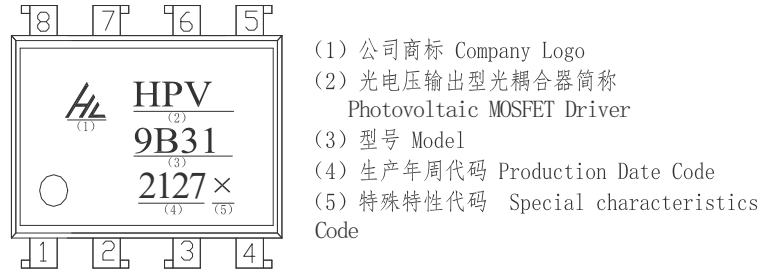 8 7 6 5
HL
(1)
HPV
(2)
9B31
(3)
2127 ×
(4) (5)
1 2 3 4
(1) 公司商标 Company Logo
(2) 光电压输出型光耦合器简称
Photovoltaic MOSFET Driver
(3) 型号 Model
(4) 生产年周代码 Production Date Code
(5) 特殊特性代码 Special characteristics
Code